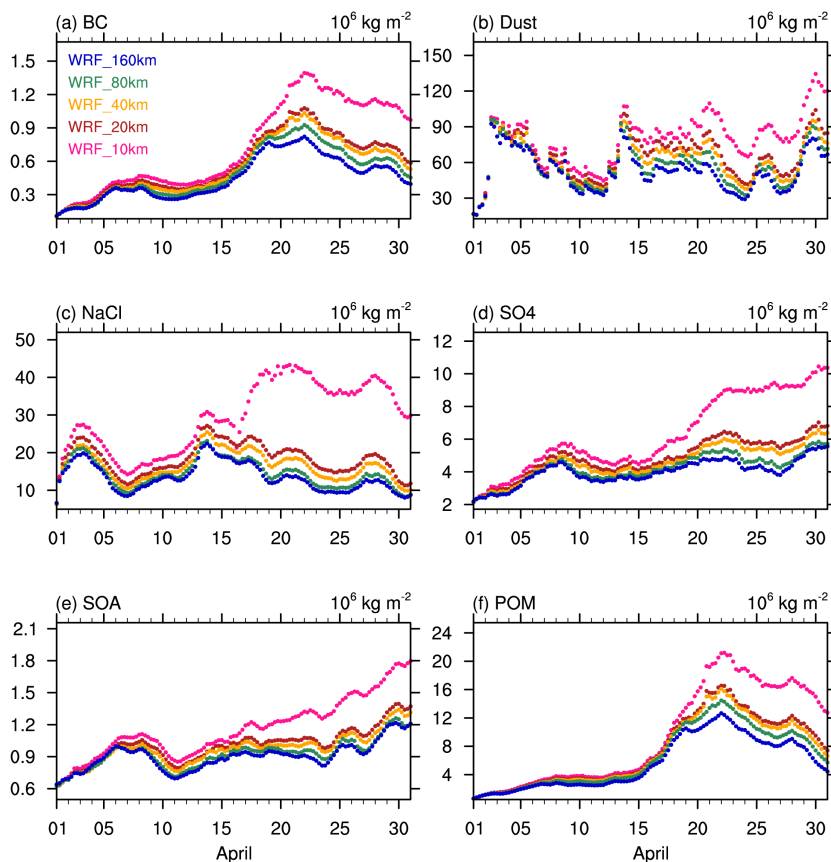 (a) BC 10⁶ kg m⁻²
WRF_160km
WRF_80km
WRF_40km
WRF_20km
WRF_10km
1.5
1.2
0.9
0.6
0.3
01 05 10 15 20 25 30
(b) Dust 10⁶ kg m⁻²
150
120
90
60
30
01 05 10 15 20 25 30
(c) NaCl 10⁶ kg m⁻²
50
40
30
20
10
01 05 10 15 20 25 30
(d) SO4 10⁶ kg m⁻²
12
10
8
6
4
2
01 05 10 15 20 25 30
(e) SOA 10⁶ kg m⁻²
2.1
1.8
1.5
1.2
0.9
0.6
01 05 10 15 20 25 30
April
(f) POM 10⁶ kg m⁻²
24
20
16
12
8
4
01 05 10 15 20 25 30
April